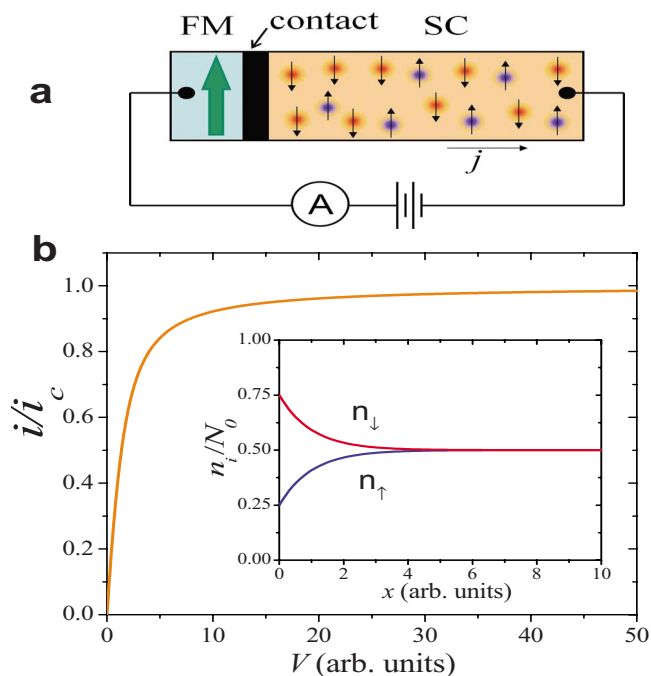 contact
FM
SC
a
j
A
b
1.0
0.8
0.6
0.4
0.2
0.0
i/i_c
0
10
20
30
40
50
V (arb. units)
1.00
0.75
0.50
0.25
0.00
n_i/N_0
n↓
n↑
0
2
4
6
8
10
x (arb. units)